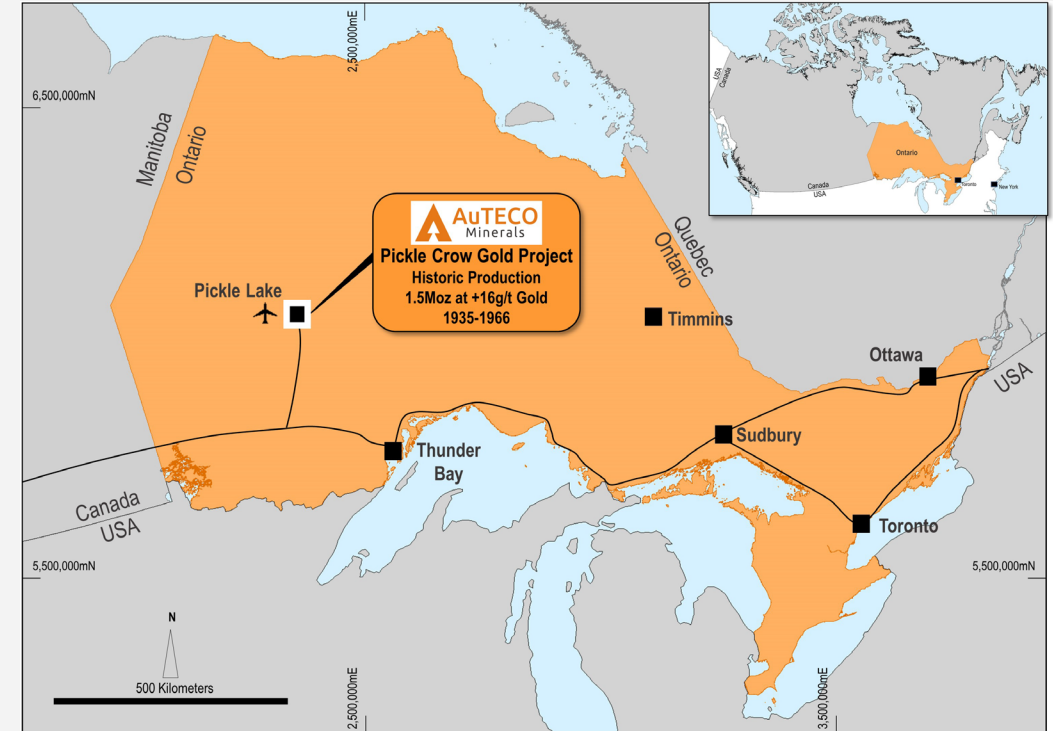 2,500,000mE
6,500,000mN
Manitoba
Ontario
USA
Canada
Ontario
Toronto
New York
Canada
USA
AuTECO
Minerals
Pickle Crow Gold Project
Historic Production
1.5Moz at +16g/t Gold
1935-1966
Quebec
Ontario
Pickle Lake
Timmins
Ottawa
USA
Sudbury
Thunder
Bay
Canada
USA
Toronto
5,500,000mN
5,500,000mN
N
500 Kilometers
2,500,000mE
3,500,000mE